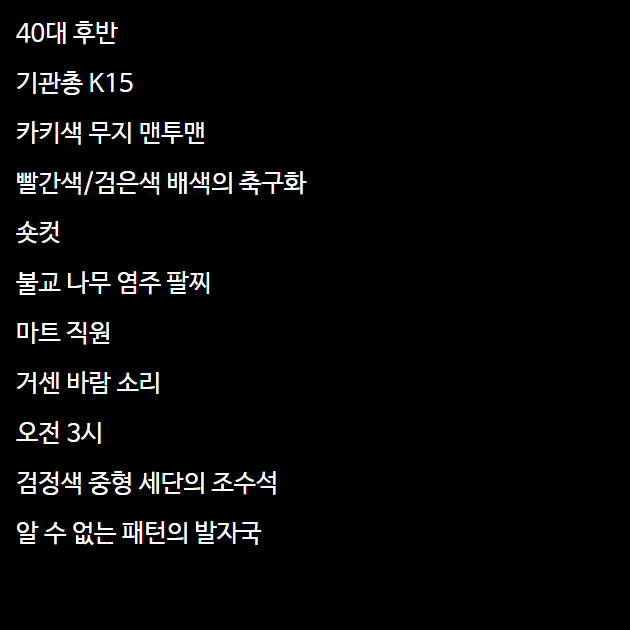 40대 후반
기관총 K15
카키색 무지 맨투맨
빨간색/검은색 배색의 축구화
숏컷
불교 나무 염주 팔찌
마트 직원
거센 바람 소리
오전 3시
검정색 중형 세단의 조수석
알 수 없는 패턴의 발자국